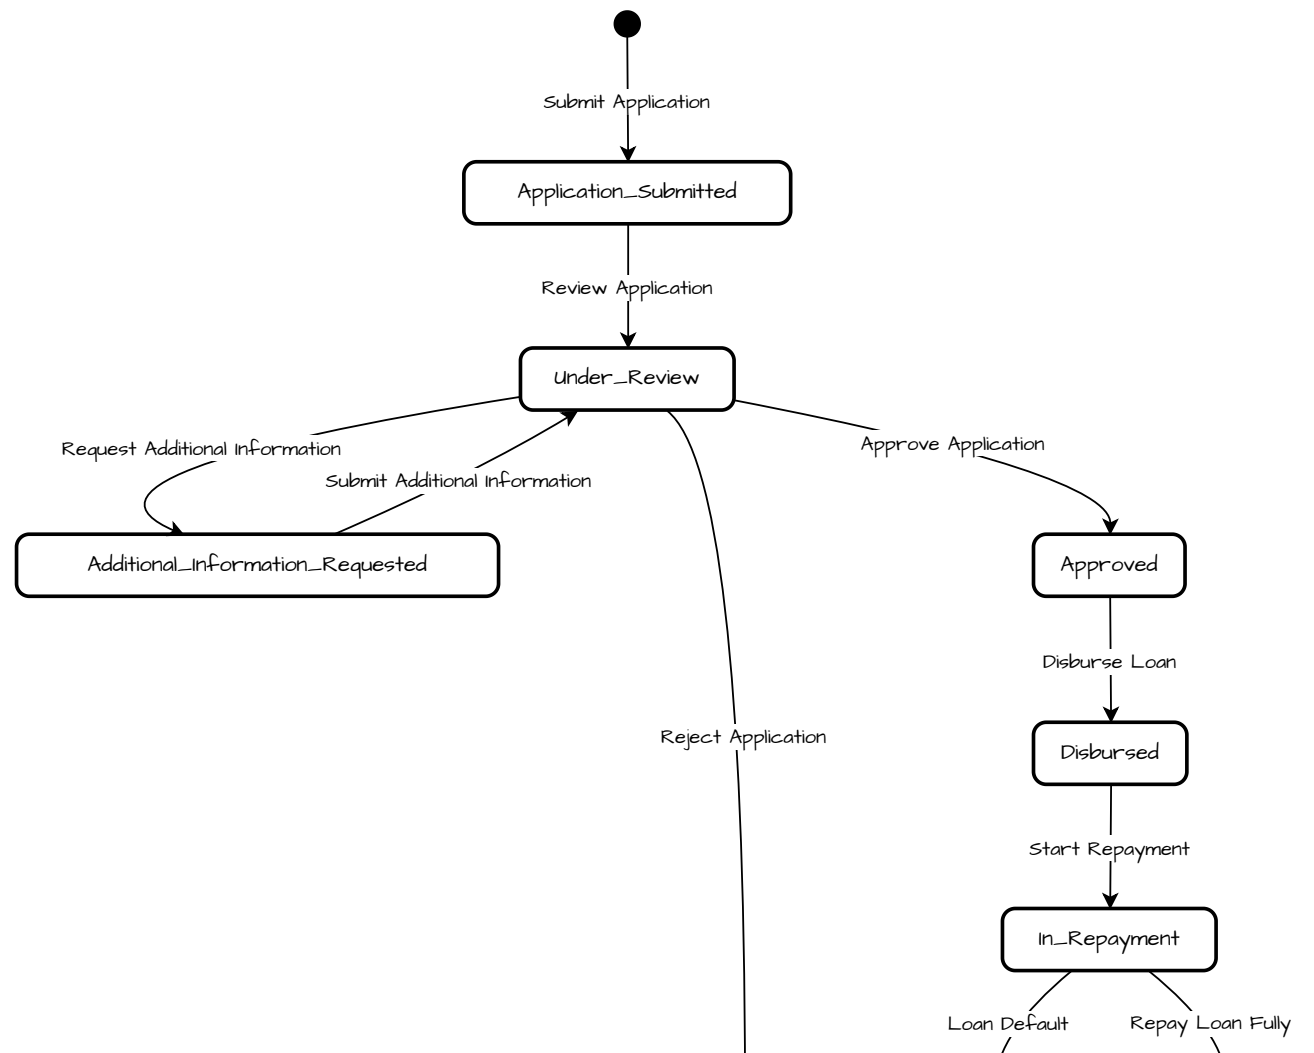 Submit Application
Application_Submitted
Review Application
Under_Review
Request Additional Information
Approve Application
Submit Additional Information
Additional_Information_Requested
Approved
Disburse Loan
Reject Application
Disbursed
Start Repayment
In_Repayment
Loan Default
Repay Loan Fully